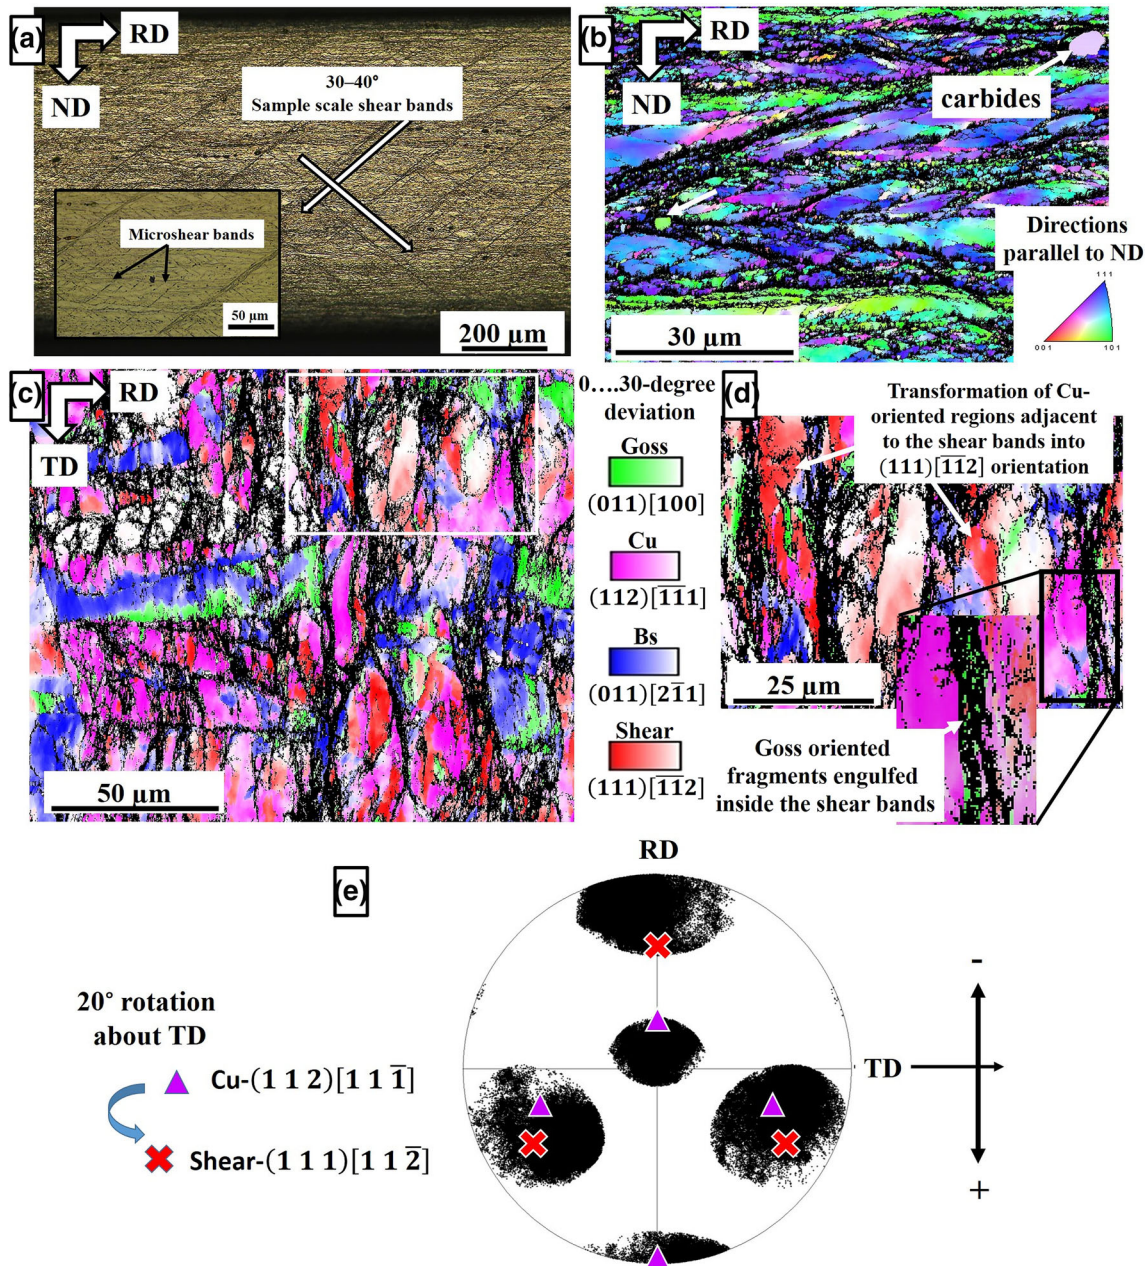 (a)
RD
ND
30–40°
Sample scale shear bands
Microshear bands
50 µm
200 µm
(b)
RD
ND
carbides
Directions
parallel to ND
111
001
101
30 µm
(c)
RD
TD
50 µm
0....30-degree
deviation
Goss
(011)[100]
Cu
(112)[1̅1̅1]
Bs
(011)[21̅1]
Shear
(111)[1̅1̅2]
(d)
Transformation of Cu-
oriented regions adjacent
to the shear bands into
(111)[1̅1̅2] orientation
25 µm
Goss oriented
fragments engulfed
inside the shear bands
(e)
RD
TD
-
+
20° rotation
about TD
Cu-(1 1 2)[1 1 1̅]
Shear-(1 1 1)[1 1 2̅]